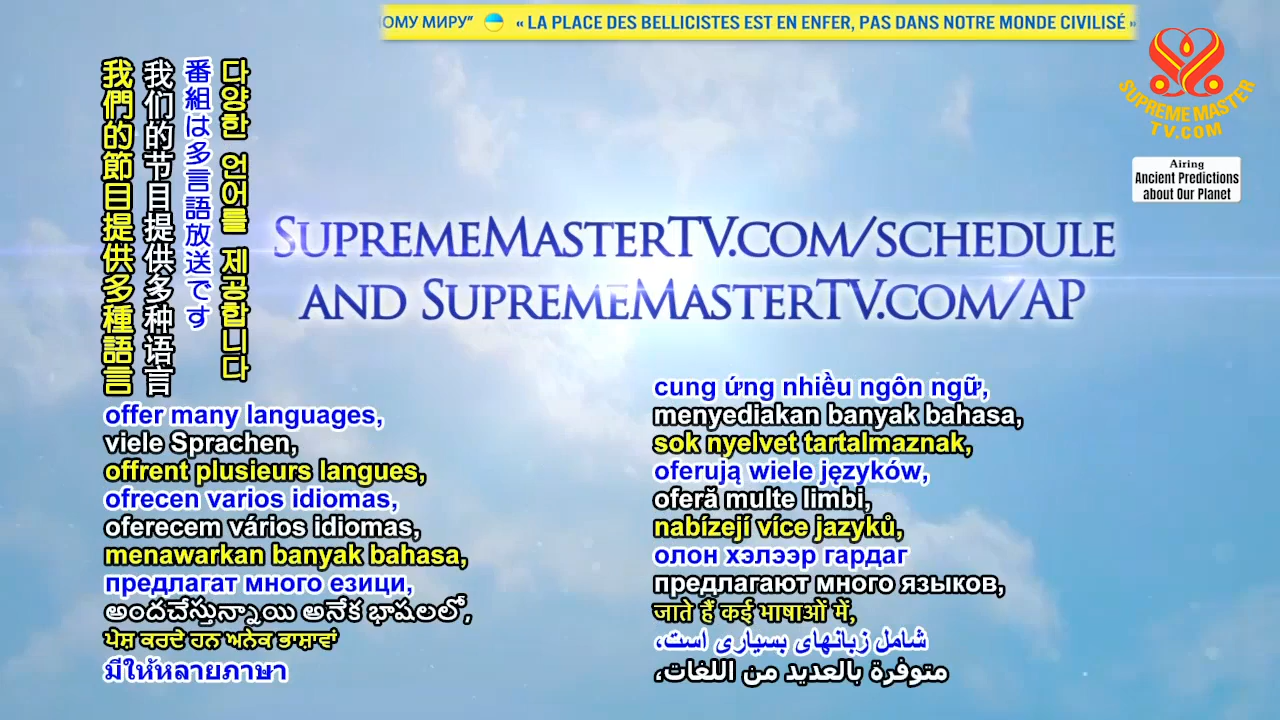 ОМУ МИРУ” « LA PLACE DES BELLICISTES EST EN ENFER, PAS DANS NOTRE MONDE CIVILISÉ »
SUPREME MASTER
TV.COM
Airing
Ancient Predictions
about Our Planet
我們的節目提供多種語言
我们的节目提供多种语言
番組は多言語放送です
다양한 언어를 제공합니다
SUPREMEMASTERTV.COM/SCHEDULE
AND SUPREMEMASTERTV.COM/AP
offer many languages,
viele Sprachen,
offrent plusieurs langues,
ofrecen varios idiomas,
oferecem vários idiomas,
menawarkan banyak bahasa,
предлагат много езици,
అందచేస్తున్నాయి అనేక భాషలలో,
ਪੇਸ਼ ਕਰਦੇ ਹਨ ਅਨੇਕ ਭਾਸ਼ਾਵਾਂ
มีให้หลายภาษา
cung ứng nhiều ngôn ngữ,
menyediakan banyak bahasa,
sok nyelvet tartalmaznak,
oferują wiele języków,
oferă multe limbi,
nabízejí více jazyků,
олон хэлээр гардаг
предлагают много языков,
जाते हैं कई भाषाओं में,
شامل زبانهای بسیاری است،
متوفرة بالعديد من اللغات،